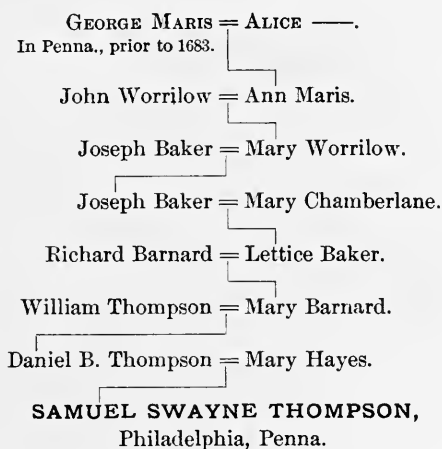 GEORGE MARIS = ALICE ——.
In Penna., prior to 1683.
John Worrilow = Ann Maris.
Joseph Baker = Mary Worrilow.
Joseph Baker = Mary Chamberlane.
Richard Barnard = Lettice Baker.
William Thompson = Mary Barnard.
Daniel B. Thompson = Mary Hayes.
SAMUEL SWAYNE THOMPSON,
Philadelphia, Penna.